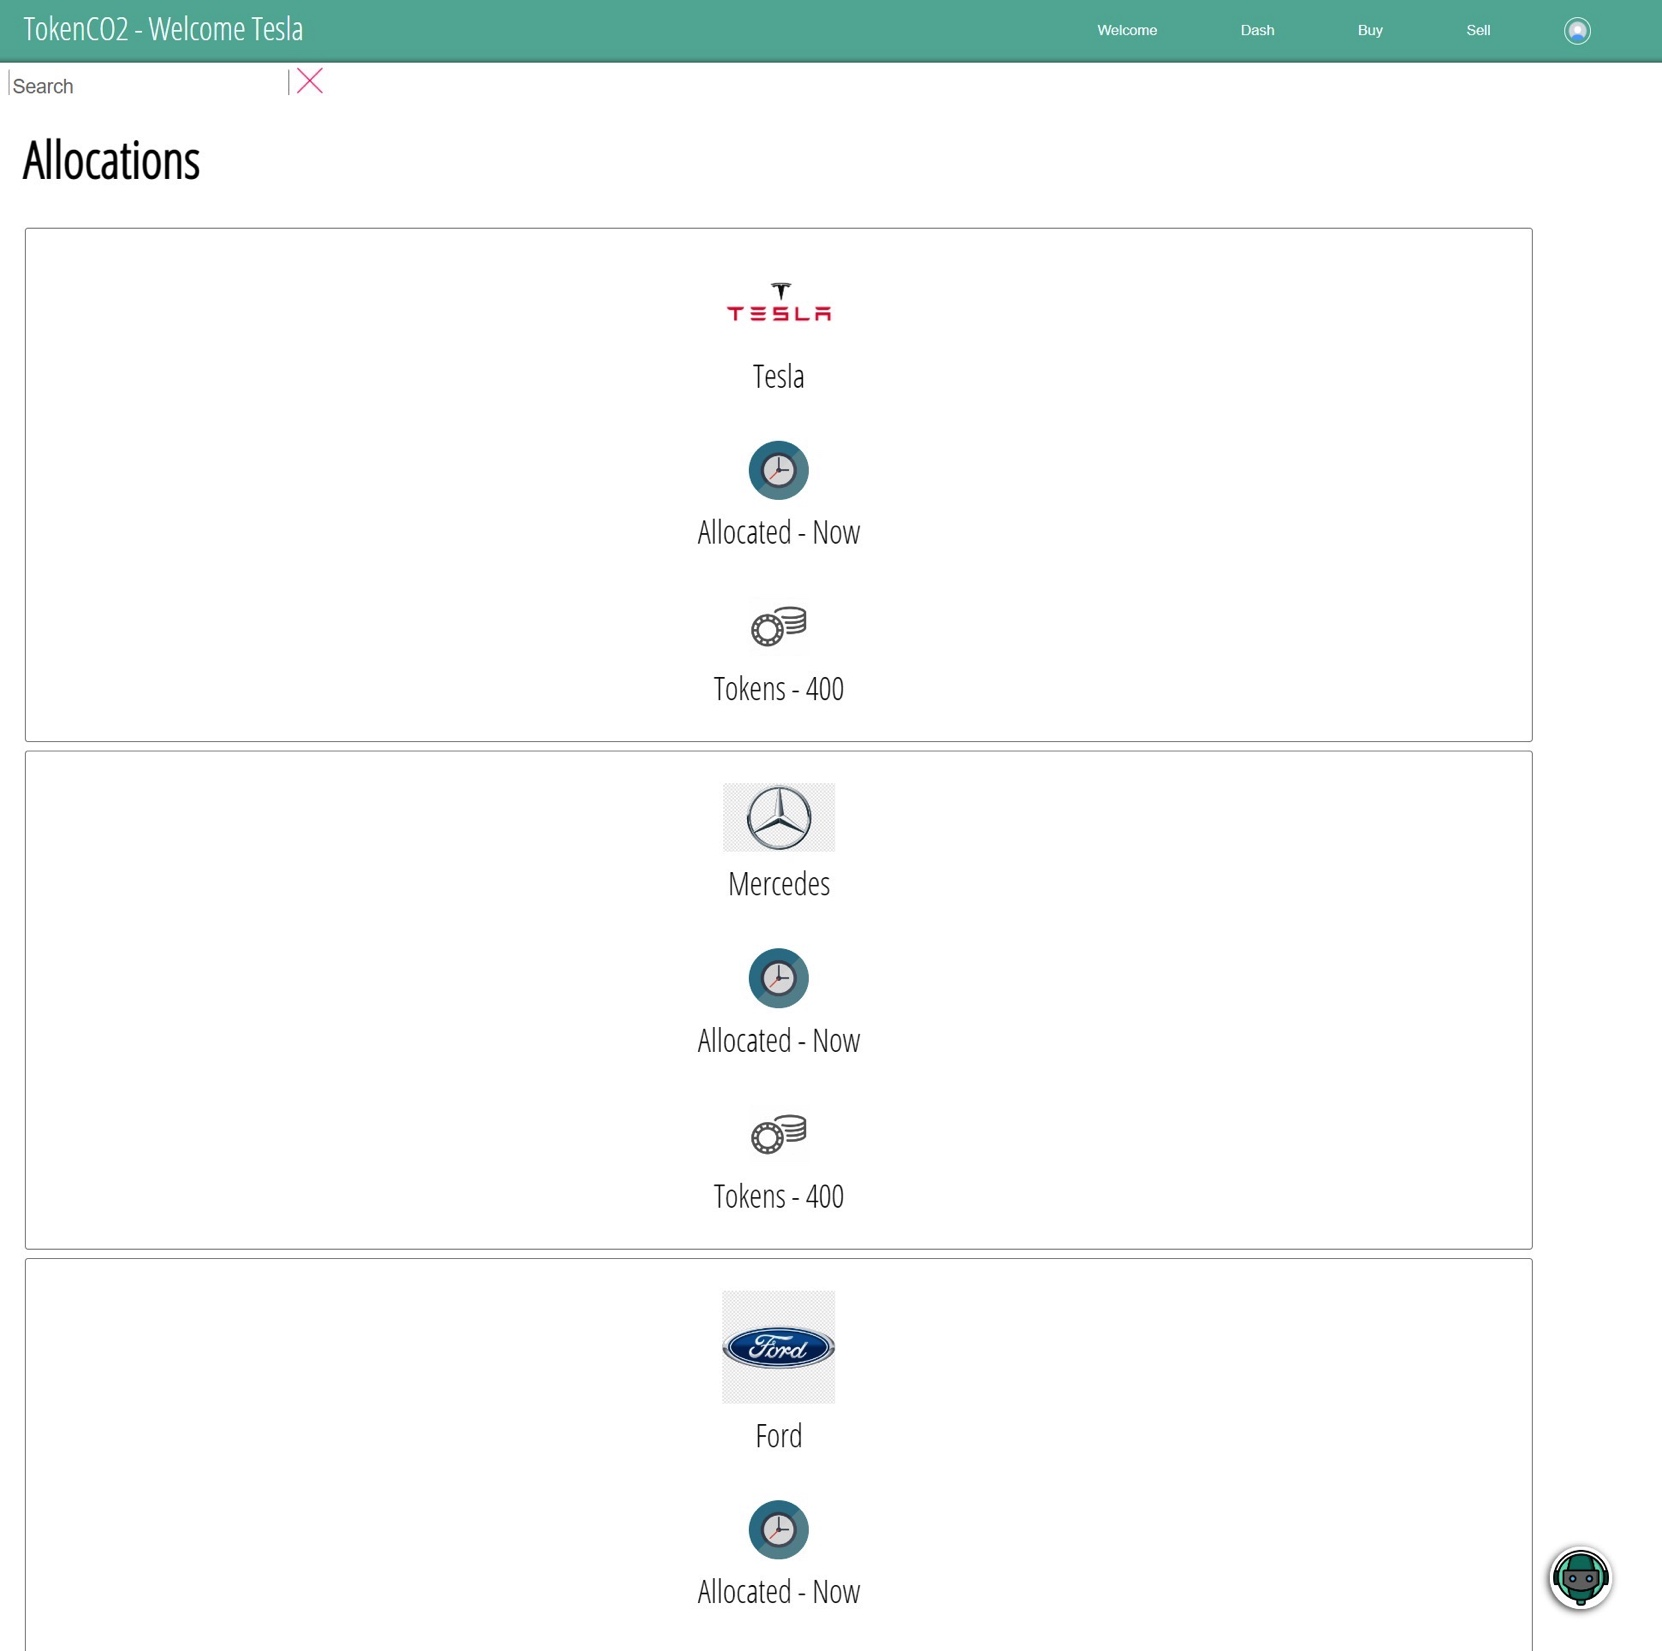 TokenCO2 - Welcome Tesla
Welcome
Dash
Buy
Sell
Search
Allocations
TESLA
Tesla
Allocated - Now
Tokens - 400
Mercedes
Allocated - Now
Tokens - 400
Ford
Ford
Allocated - Now